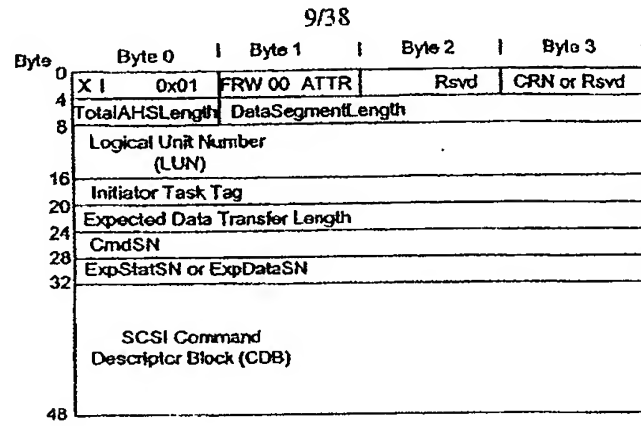 9/38
Byte Byte 0 | Byte 1 | Byte 2 | Byte 3
0 X I 0x01 FRW 00 ATTR Rsvd CRN or Rsvd
4 TotalAHSLength DataSegmentLength
8 Logical Unit Number
(LUN)
16 Initiator Task Tag
20 Expected Data Transfer Length
24 CmdSN
28 ExpStatSN or ExpDataSN
32
SCSI Command
Descriptor Block (CDB)
48